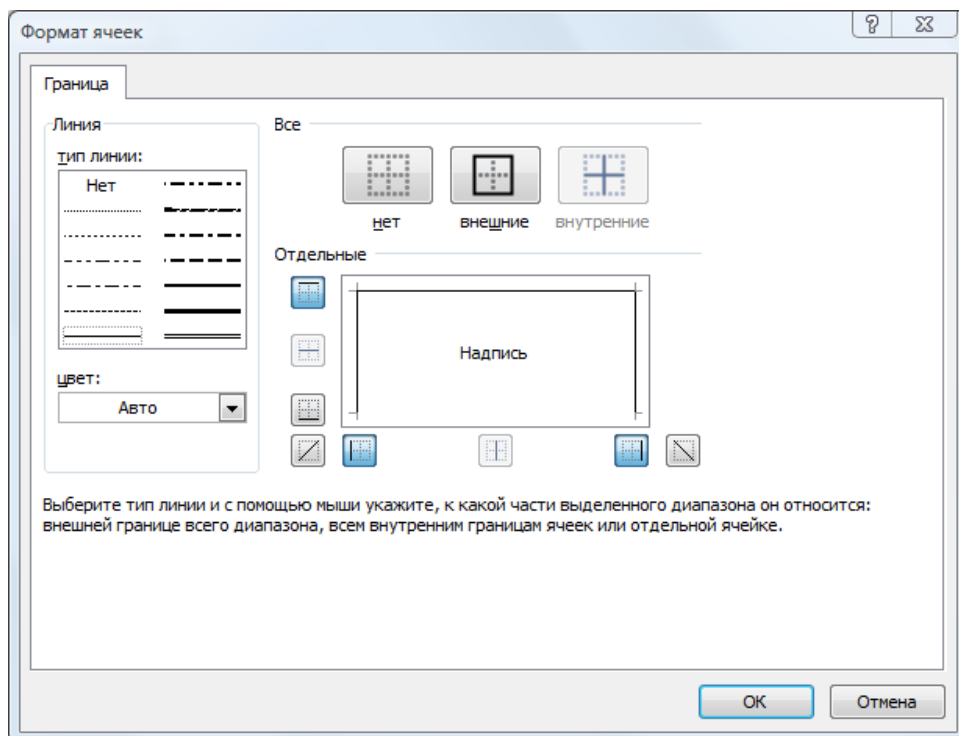 Формат ячеек
Граница
Линия
тип линии:
Нет
цвет:
Авто
Все
нет
внешние
внутренние
Отдельные
Надпись
Выберите тип линии и с помощью мыши укажите, к какой части выделенного диапазона он относится:
внешней границе всего диапазона, всем внутренним границам ячеек или отдельной ячейке.
ОК
Отмена